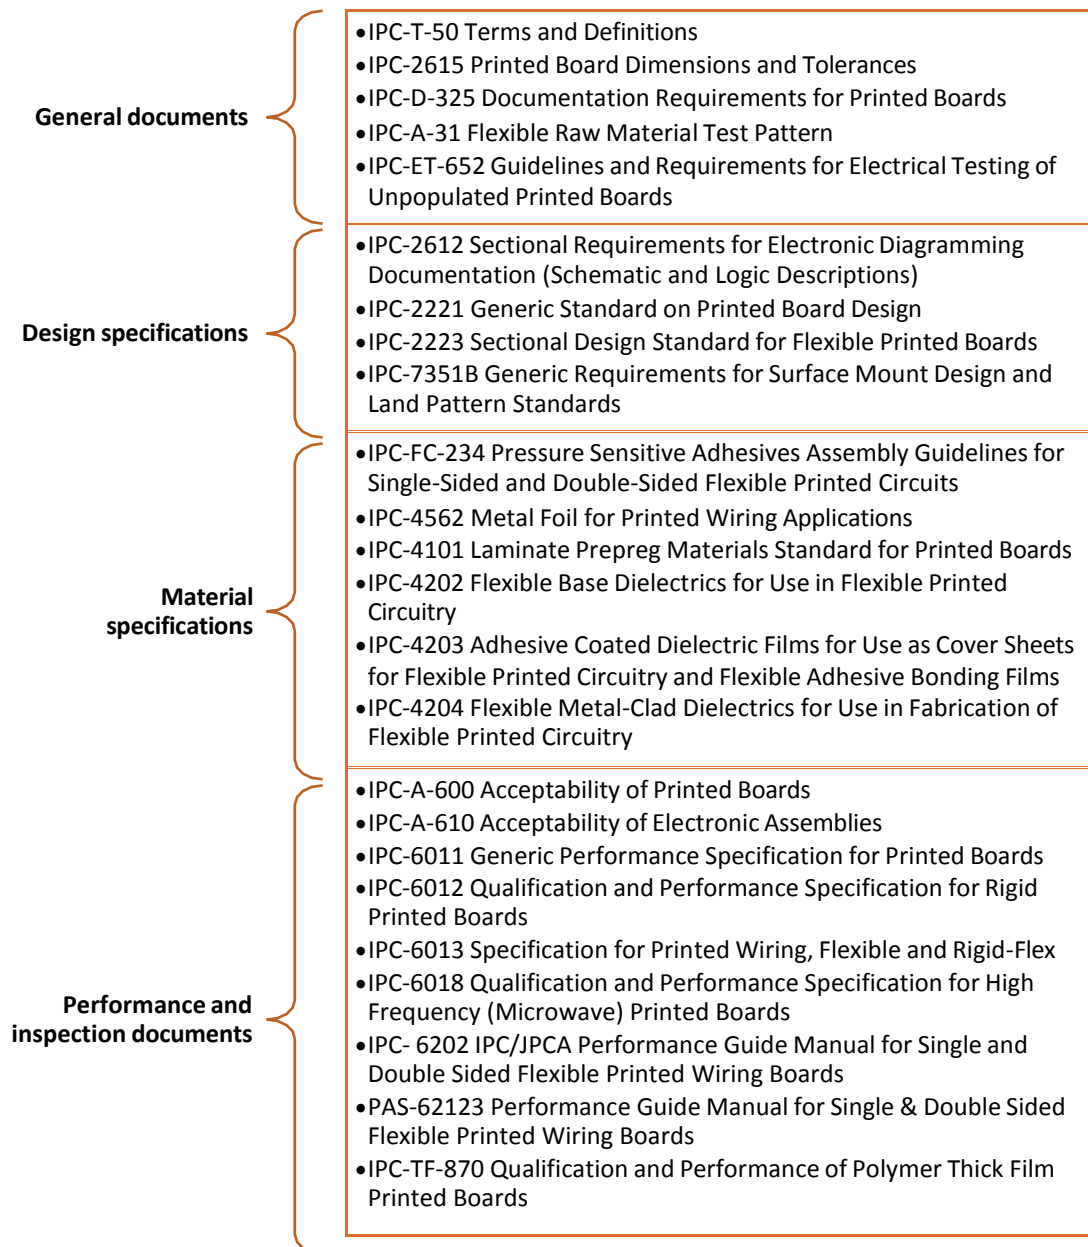 General documents
•IPC-T-50 Terms and Definitions
•IPC-2615 Printed Board Dimensions and Tolerances
•IPC-D-325 Documentation Requirements for Printed Boards
•IPC-A-31 Flexible Raw Material Test Pattern
•IPC-ET-652 Guidelines and Requirements for Electrical Testing of
Unpopulated Printed Boards
Design specifications
•IPC-2612 Sectional Requirements for Electronic Diagramming
Documentation (Schematic and Logic Descriptions)
•IPC-2221 Generic Standard on Printed Board Design
•IPC-2223 Sectional Design Standard for Flexible Printed Boards
•IPC-7351B Generic Requirements for Surface Mount Design and
Land Pattern Standards
Material
specifications
•IPC-FC-234 Pressure Sensitive Adhesives Assembly Guidelines for
Single-Sided and Double-Sided Flexible Printed Circuits
•IPC-4562 Metal Foil for Printed Wiring Applications
•IPC-4101 Laminate Prepreg Materials Standard for Printed Boards
•IPC-4202 Flexible Base Dielectrics for Use in Flexible Printed
Circuitry
•IPC-4203 Adhesive Coated Dielectric Films for Use as Cover Sheets
for Flexible Printed Circuitry and Flexible Adhesive Bonding Films
•IPC-4204 Flexible Metal-Clad Dielectrics for Use in Fabrication of
Flexible Printed Circuitry
Performance and
inspection documents
•IPC-A-600 Acceptability of Printed Boards
•IPC-A-610 Acceptability of Electronic Assemblies
•IPC-6011 Generic Performance Specification for Printed Boards
•IPC-6012 Qualification and Performance Specification for Rigid
Printed Boards
•IPC-6013 Specification for Printed Wiring, Flexible and Rigid-Flex
•IPC-6018 Qualification and Performance Specification for High
Frequency (Microwave) Printed Boards
•IPC- 6202 IPC/JPCA Performance Guide Manual for Single and
Double Sided Flexible Printed Wiring Boards
•PAS-62123 Performance Guide Manual for Single & Double Sided
Flexible Printed Wiring Boards
•IPC-TF-870 Qualification and Performance of Polymer Thick Film
Printed Boards